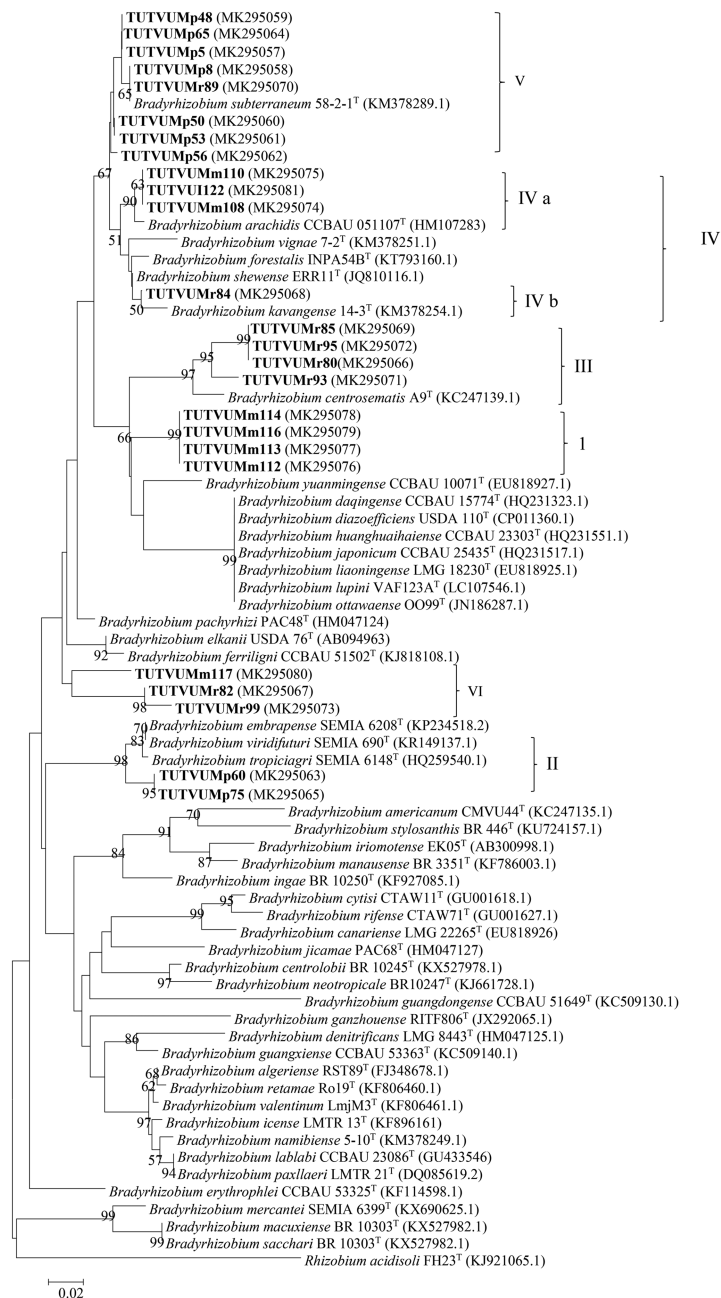 TUTVUMp48 (MK295059)
TUTVUMp65 (MK295064)
TUTVUMp5 (MK295057)
V
TUTVUMp8 (MK295058)
TUTVUMr89 (MK295070)
65
Bradyrhizobium subterraneum 58-2-1T (KM378289.1)
TUTVUMp50 (MK295060)
TUTVUMp53 (MK295061)
TUTVUMp56 (MK295062)
67
TUTVUMm110 (MK295075)
63
TUTVUI122 (MK295081)
IV a
90
TUTVUMm108 (MK295074)
Bradyrhizobium arachidis CCBAU 051107T (HM107283)
IV
51
Bradyrhizobium vignae 7-2T (KM378251.1)
Bradyrhizobium forestalis INPA54BT (KT793160.1)
Bradyrhizobium shewense ERR11T (JQ810116.1)
TUTVUMr84 (MK295068)
IV b
50
Bradyrhizobium kavangense 14-3T (KM378254.1)
TUTVUMr85 (MK295069)
99
TUTVUMr95 (MK295072)
95
TUTVUMr80(MK295066)
III
97
TUTVUMr93 (MK295071)
Bradyrhizobium centrosematis A9T (KC247139.1)
TUTVUMm114 (MK295078)
66
99
TUTVUMm116 (MK295079)
1
TUTVUMm113 (MK295077)
TUTVUMm112 (MK295076)
Bradyrhizobium yuanmingense CCBAU 10071T (EU818927.1)
Bradyrhizobium daqingense CCBAU 15774T (HQ231323.1)
Bradyrhizobium diazoefficiens USDA 110T (CP011360.1)
Bradyrhizobium huanghuaihaiense CCBAU 23303T (HQ231551.1)
Bradyrhizobium japonicum CCBAU 25435T (HQ231517.1)
99
Bradyrhizobium liaoningense LMG 18230T (EU818925.1)
Bradyrhizobium lupini VAF123AT (LC107546.1)
Bradyrhizobium ottawaense OO99T (JN186287.1)
Bradyrhizobium pachyrhizi PAC48T (HM047124)
Bradyrhizobium elkanii USDA 76T (AB094963)
92
Bradyrhizobium ferriligni CCBAU 51502T (KJ818108.1)
TUTVUMm117 (MK295080)
TUTVUMr82 (MK295067)
VI
98
TUTVUMr99 (MK295073)
70
Bradyrhizobium embrapense SEMIA 6208T (KP234518.2)
83
Bradyrhizobium viridifuturi SEMIA 690T (KR149137.1)
98
Bradyrhizobium tropiciagri SEMIA 6148T (HQ259540.1)
II
TUTVUMp60 (MK295063)
95
TUTVUMp75 (MK295065)
70
Bradyrhizobium americanum CMVU44T (KC247135.1)
91
Bradyrhizobium stylosanthis BR 446T (KU724157.1)
Bradyrhizobium iriomotense EK05T (AB300998.1)
84
87
Bradyrhizobium manausense BR 3351T (KF786003.1)
Bradyrhizobium ingae BR 10250T (KF927085.1)
95
Bradyrhizobium cytisi CTAW11T (GU001618.1)
99
Bradyrhizobium rifense CTAW71T (GU001627.1)
Bradyrhizobium canariense LMG 22265T (EU818926)
Bradyrhizobium jicamae PAC68T (HM047127)
Bradyrhizobium centrolobii BR 10245T (KX527978.1)
97
Bradyrhizobium neotropicale BR10247T (KJ661728.1)
Bradyrhizobium guangdongense CCBAU 51649T (KC509130.1)
Bradyrhizobium ganzhouense RITF806T (JX292065.1)
86
Bradyrhizobium denitrificans LMG 8443T (HM047125.1)
Bradyrhizobium guangxiense CCBAU 53363T (KC509140.1)
68
Bradyrhizobium algeriense RST89T (FJ348678.1)
62
Bradyrhizobium retamae Ro19T (KF806460.1)
Bradyrhizobium valentinum LmjM3T (KF806461.1)
97
Bradyrhizobium icense LMTR 13T (KF896161)
Bradyrhizobium namibiense 5-10T (KM378249.1)
57
Bradyrhizobium lablabi CCBAU 23086T (GU433546)
94
Bradyrhizobium paxllaeri LMTR 21T (DQ085619.2)
Bradyrhizobium erythrophlei CCBAU 53325T (KF114598.1)
99
Bradyrhizobium mercantei SEMIA 6399T (KX690625.1)
Bradyrhizobium macuxiense BR 10303T (KX527982.1)
99
Bradyrhizobium sacchari BR 10303T (KX527982.1)
Rhizobium acidisoli FH23T (KJ921065.1)
0.02